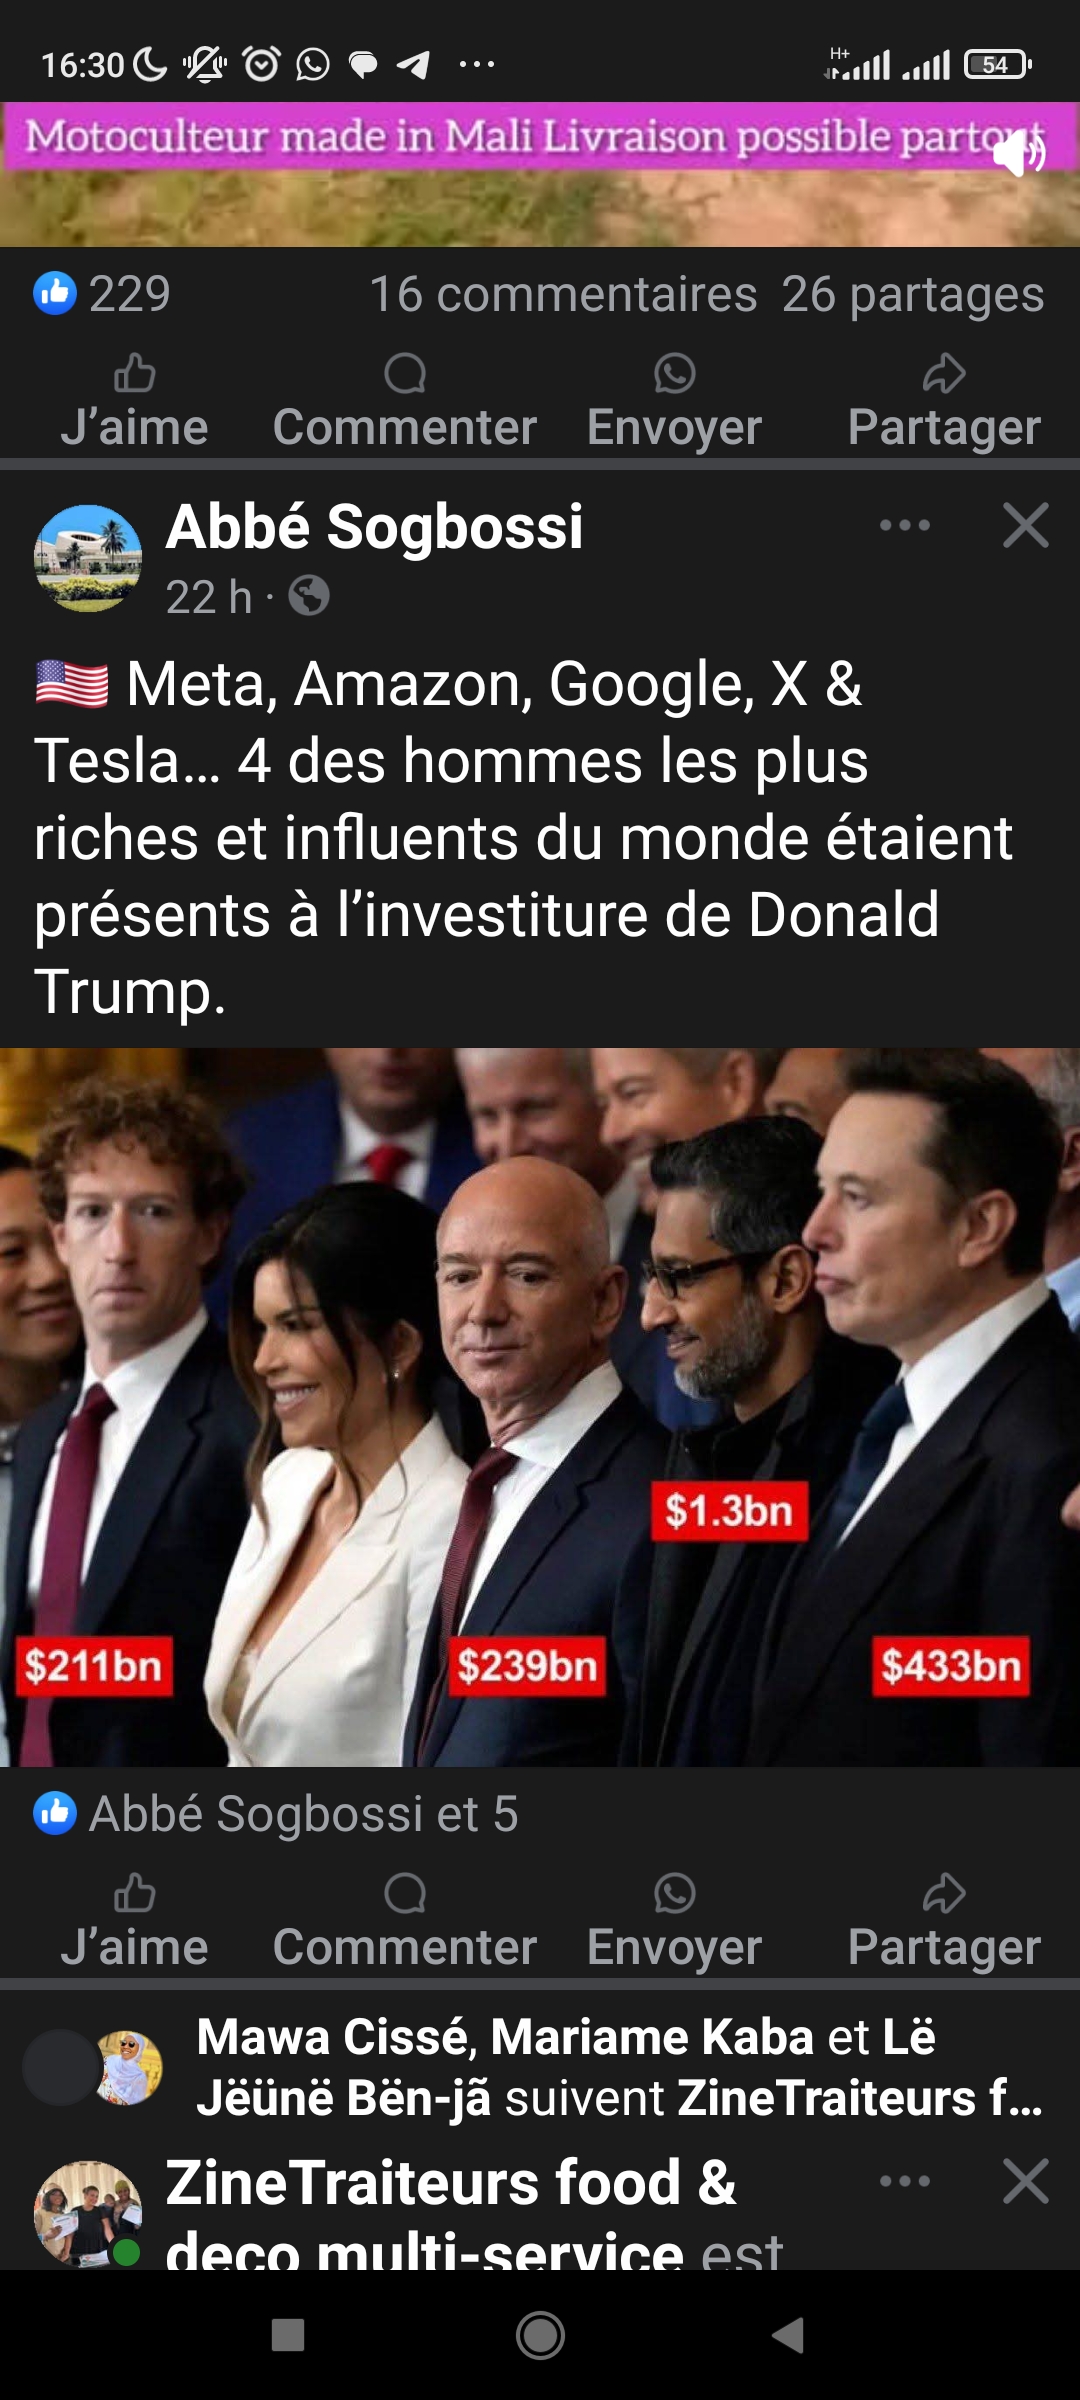 16:30
H+
54
Motoculteur made in Mali Livraison possible partout
229
16 commentaires 26 partages
J’aime Commenter Envoyer Partager
Abbé Sogbossi
22 h ·
🇺🇸 Meta, Amazon, Google, X &
Tesla... 4 des hommes les plus
riches et influents du monde étaient
présents à l’investiture de Donald
Trump.
$1.3bn
$211bn
$239bn
$433bn
Abbé Sogbossi et 5
J’aime Commenter Envoyer Partager
Mawa Cissé, Mariame Kaba et Lë
Jëünë Bën-jã suivent ZineTraiteurs f...
ZineTraiteurs food &
deco multi-service est